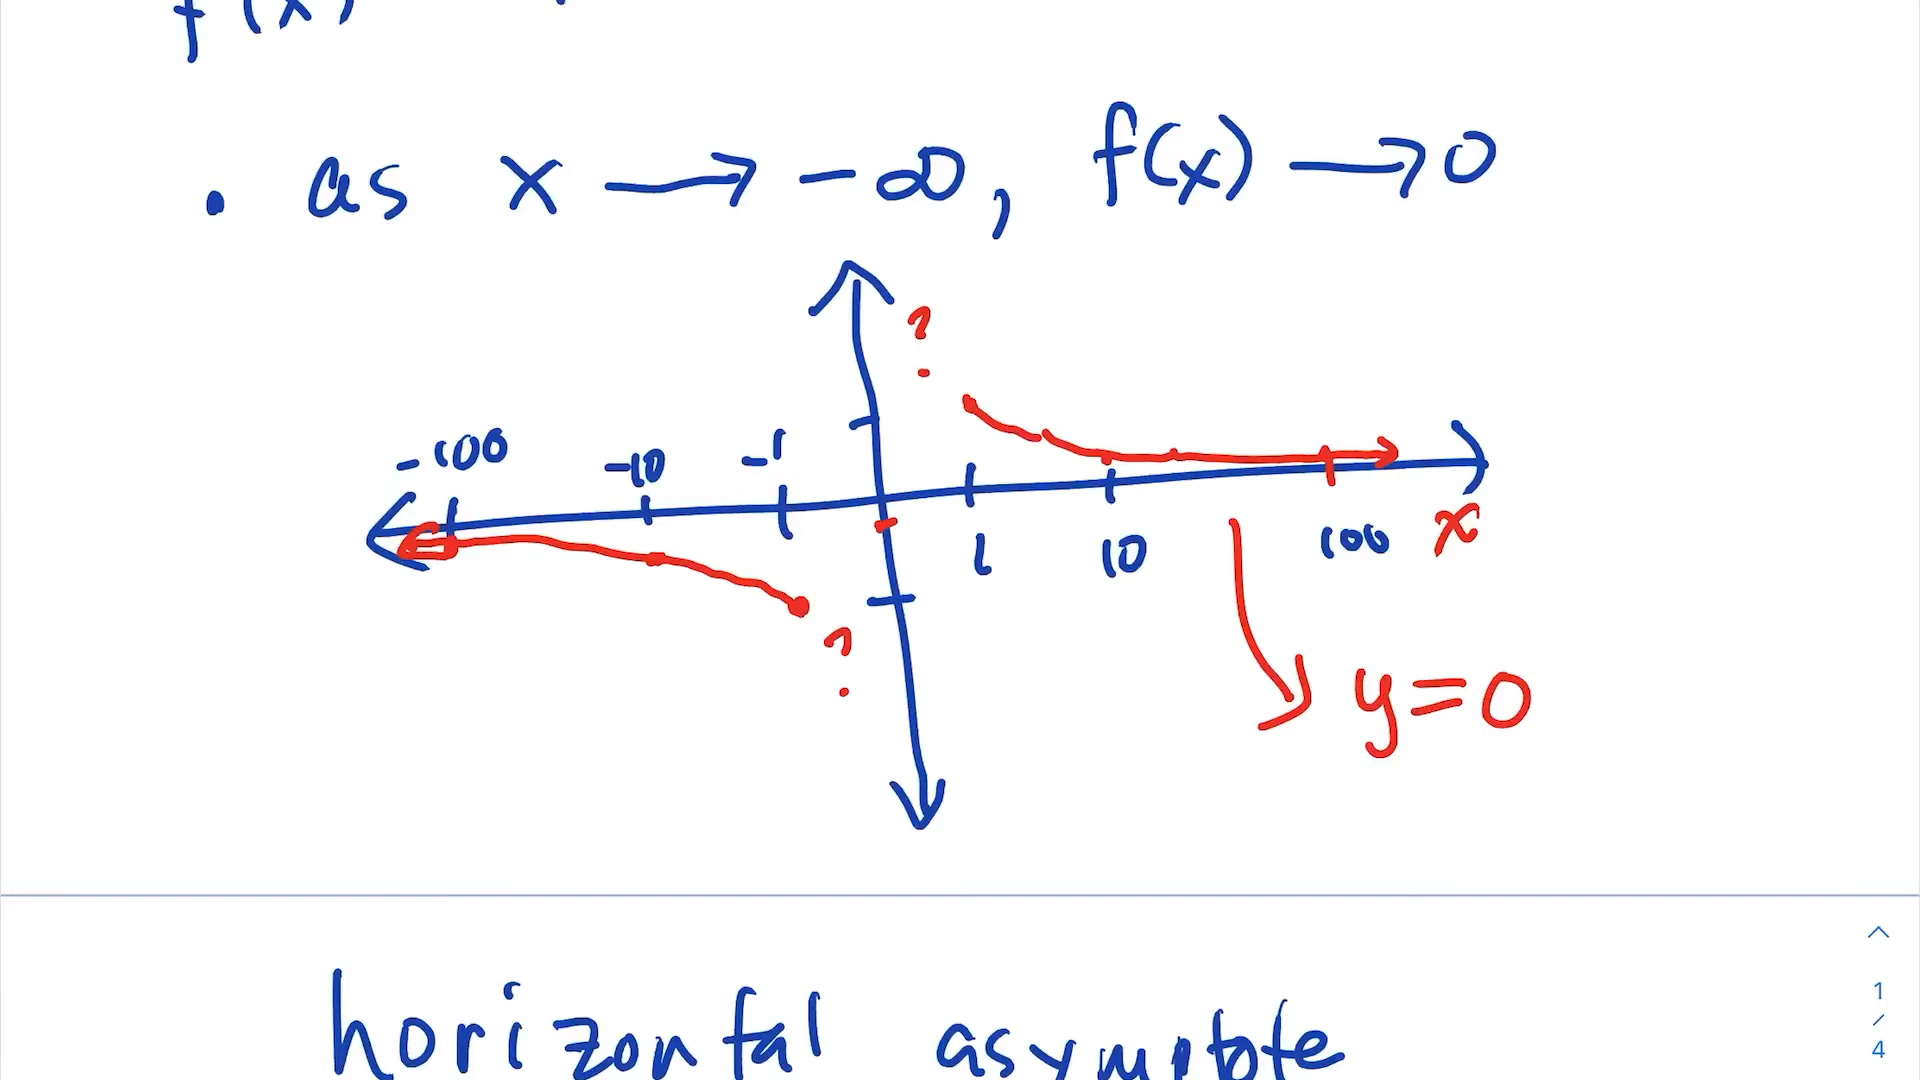 f(x)
• as x → -∞, f(x) → 0
?
-100 -10 -1
1 10 100 x
?
y=0
horizontal asymptote
1
/
4